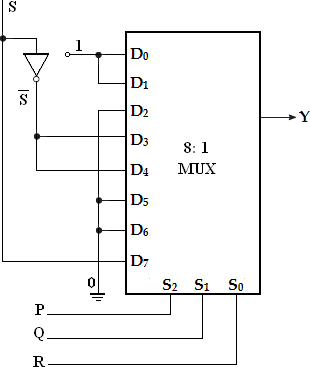 S
1
D₀
D₁
S̅
D₂
Y
D₃
8: 1
MUX
D₄
D₅
D₆
D₇
0
S₂ S₁ S₀
P
Q
R